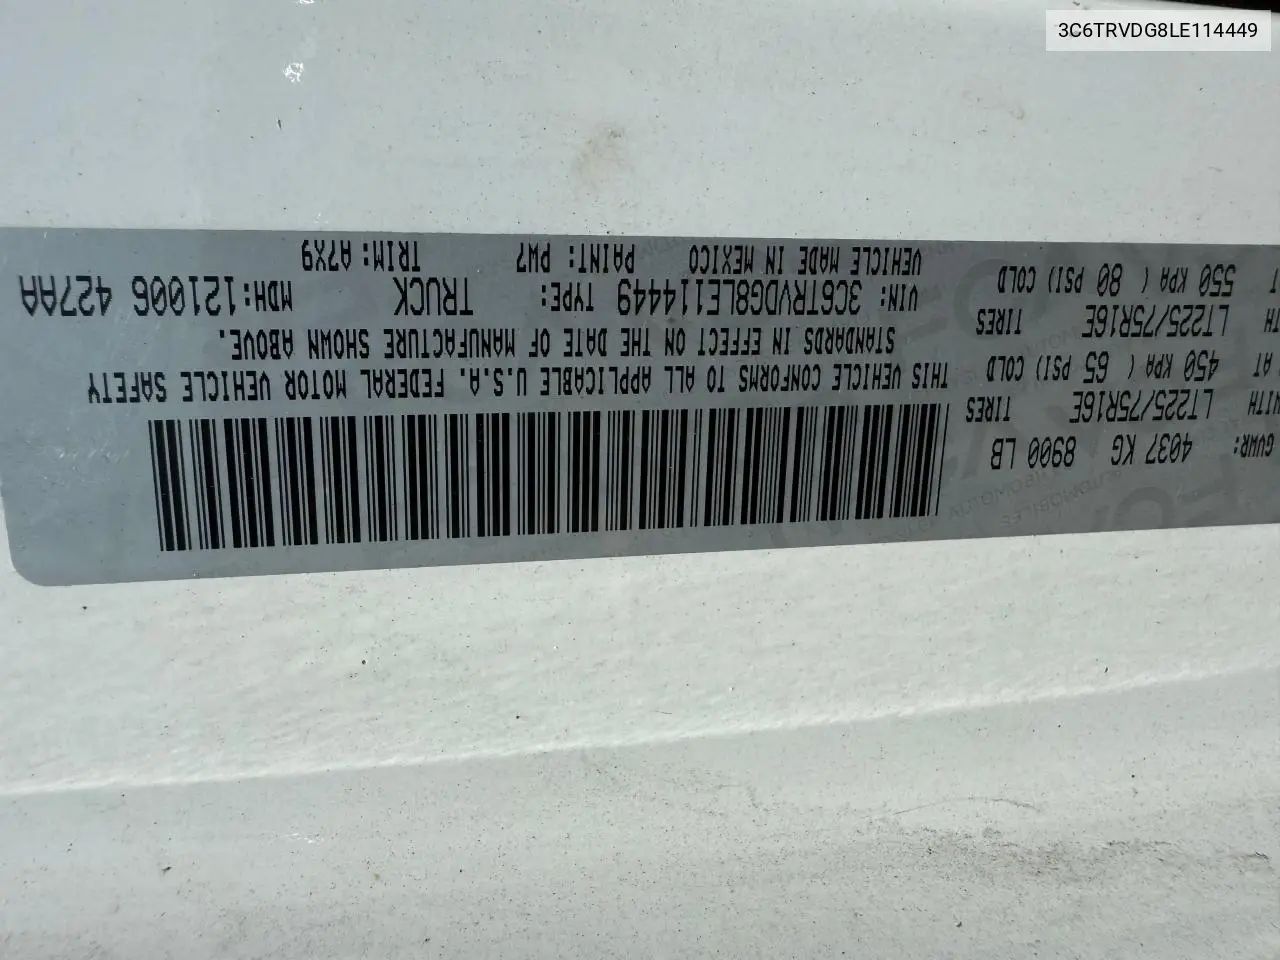 3C6TRVDG8LE114449
GVWR: 4037 KG 8900 LB
WITH LT225/75R16E TIRES
AT 450 KPA ( 65 PSI) COLD
LT225/75R16E TIRES
550 KPA ( 80 PSI) COLD
THIS VEHICLE CONFORMS TO ALL APPLICABLE U.S.A. FEDERAL MOTOR VEHICLE SAFETY
STANDARDS IN EFFECT ON THE DATE OF MANUFACTURE SHOWN ABOVE.
VIN: 3C6TRVDG8LE114449 TYPE: TRUCK MDH:121006 427AA
VEHICLE MADE IN MEXICO PAINT: PW7 TRIM: A7X9